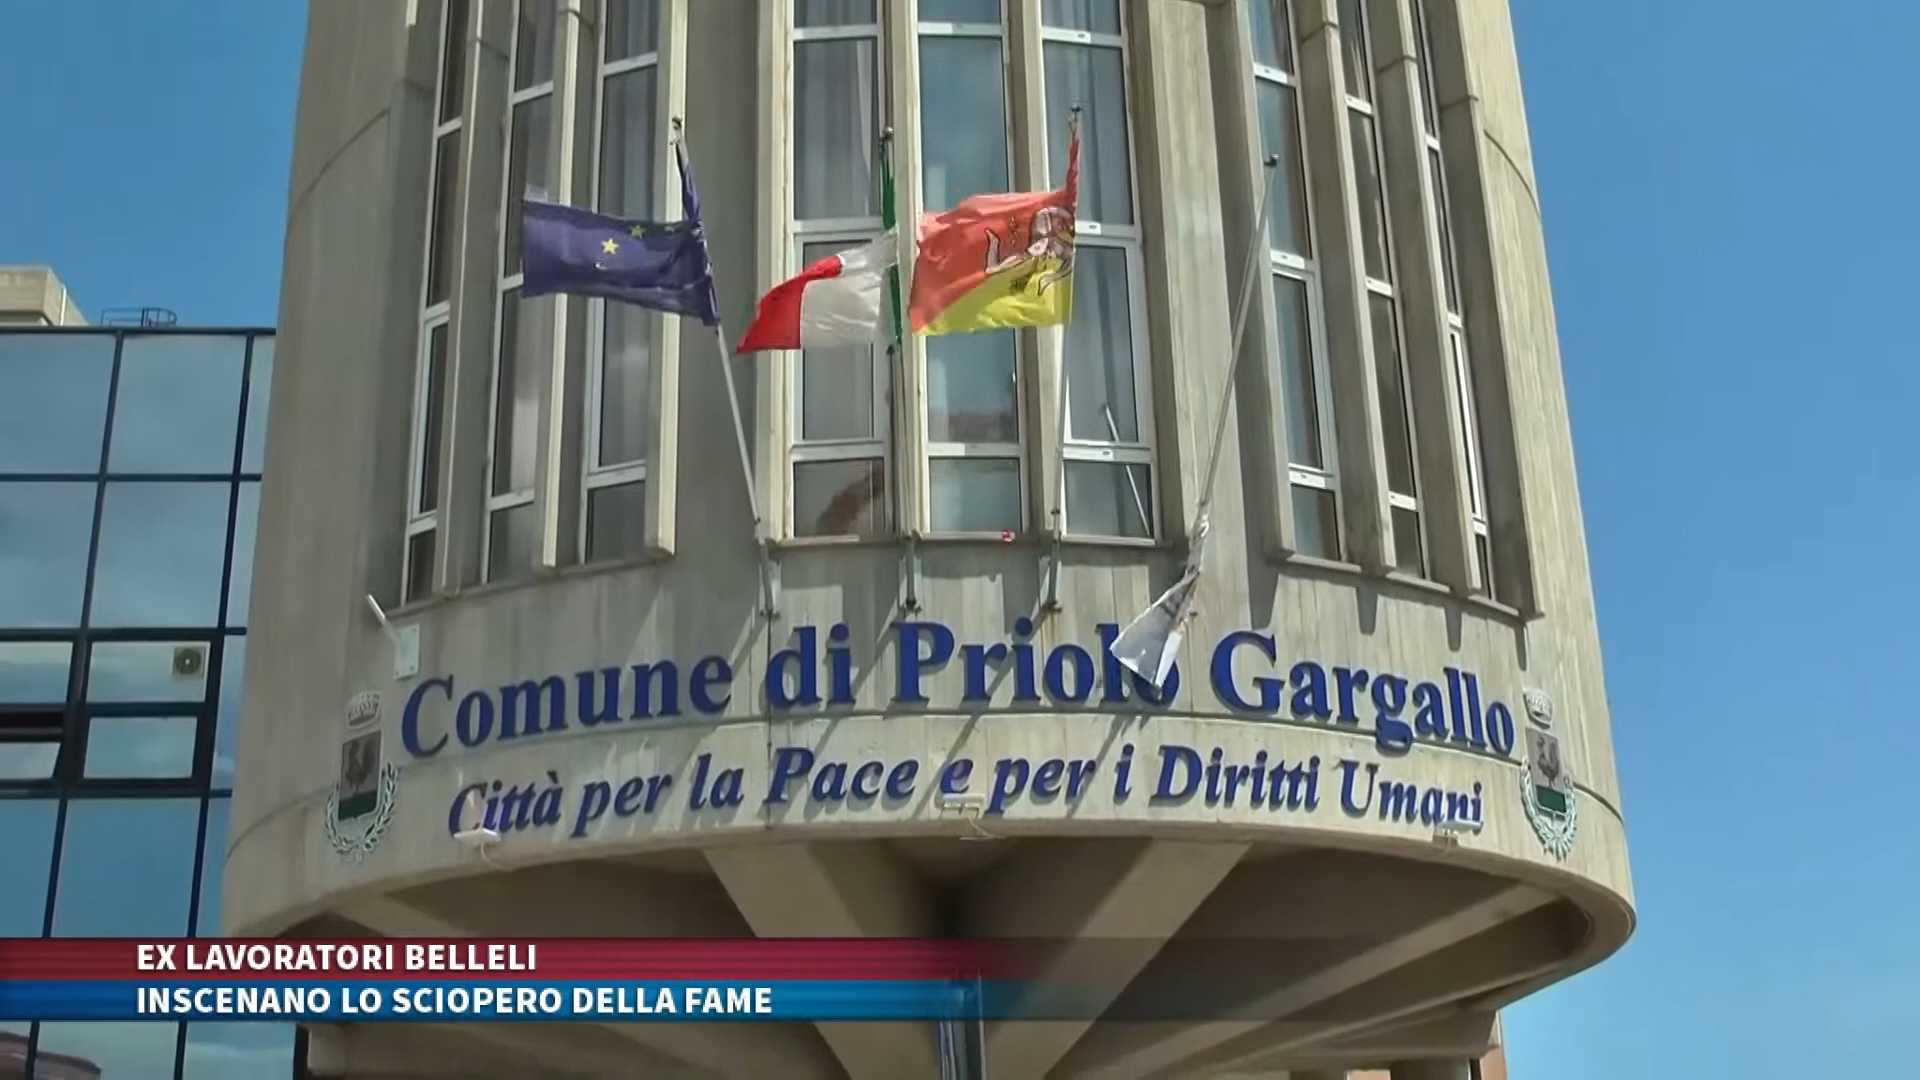 Comune di Priolo Gargallo
Città per la Pace e per i Diritti Umani
EX LAVORATORI BELLELI
INSCENANO LO SCIOPERO DELLA FAME